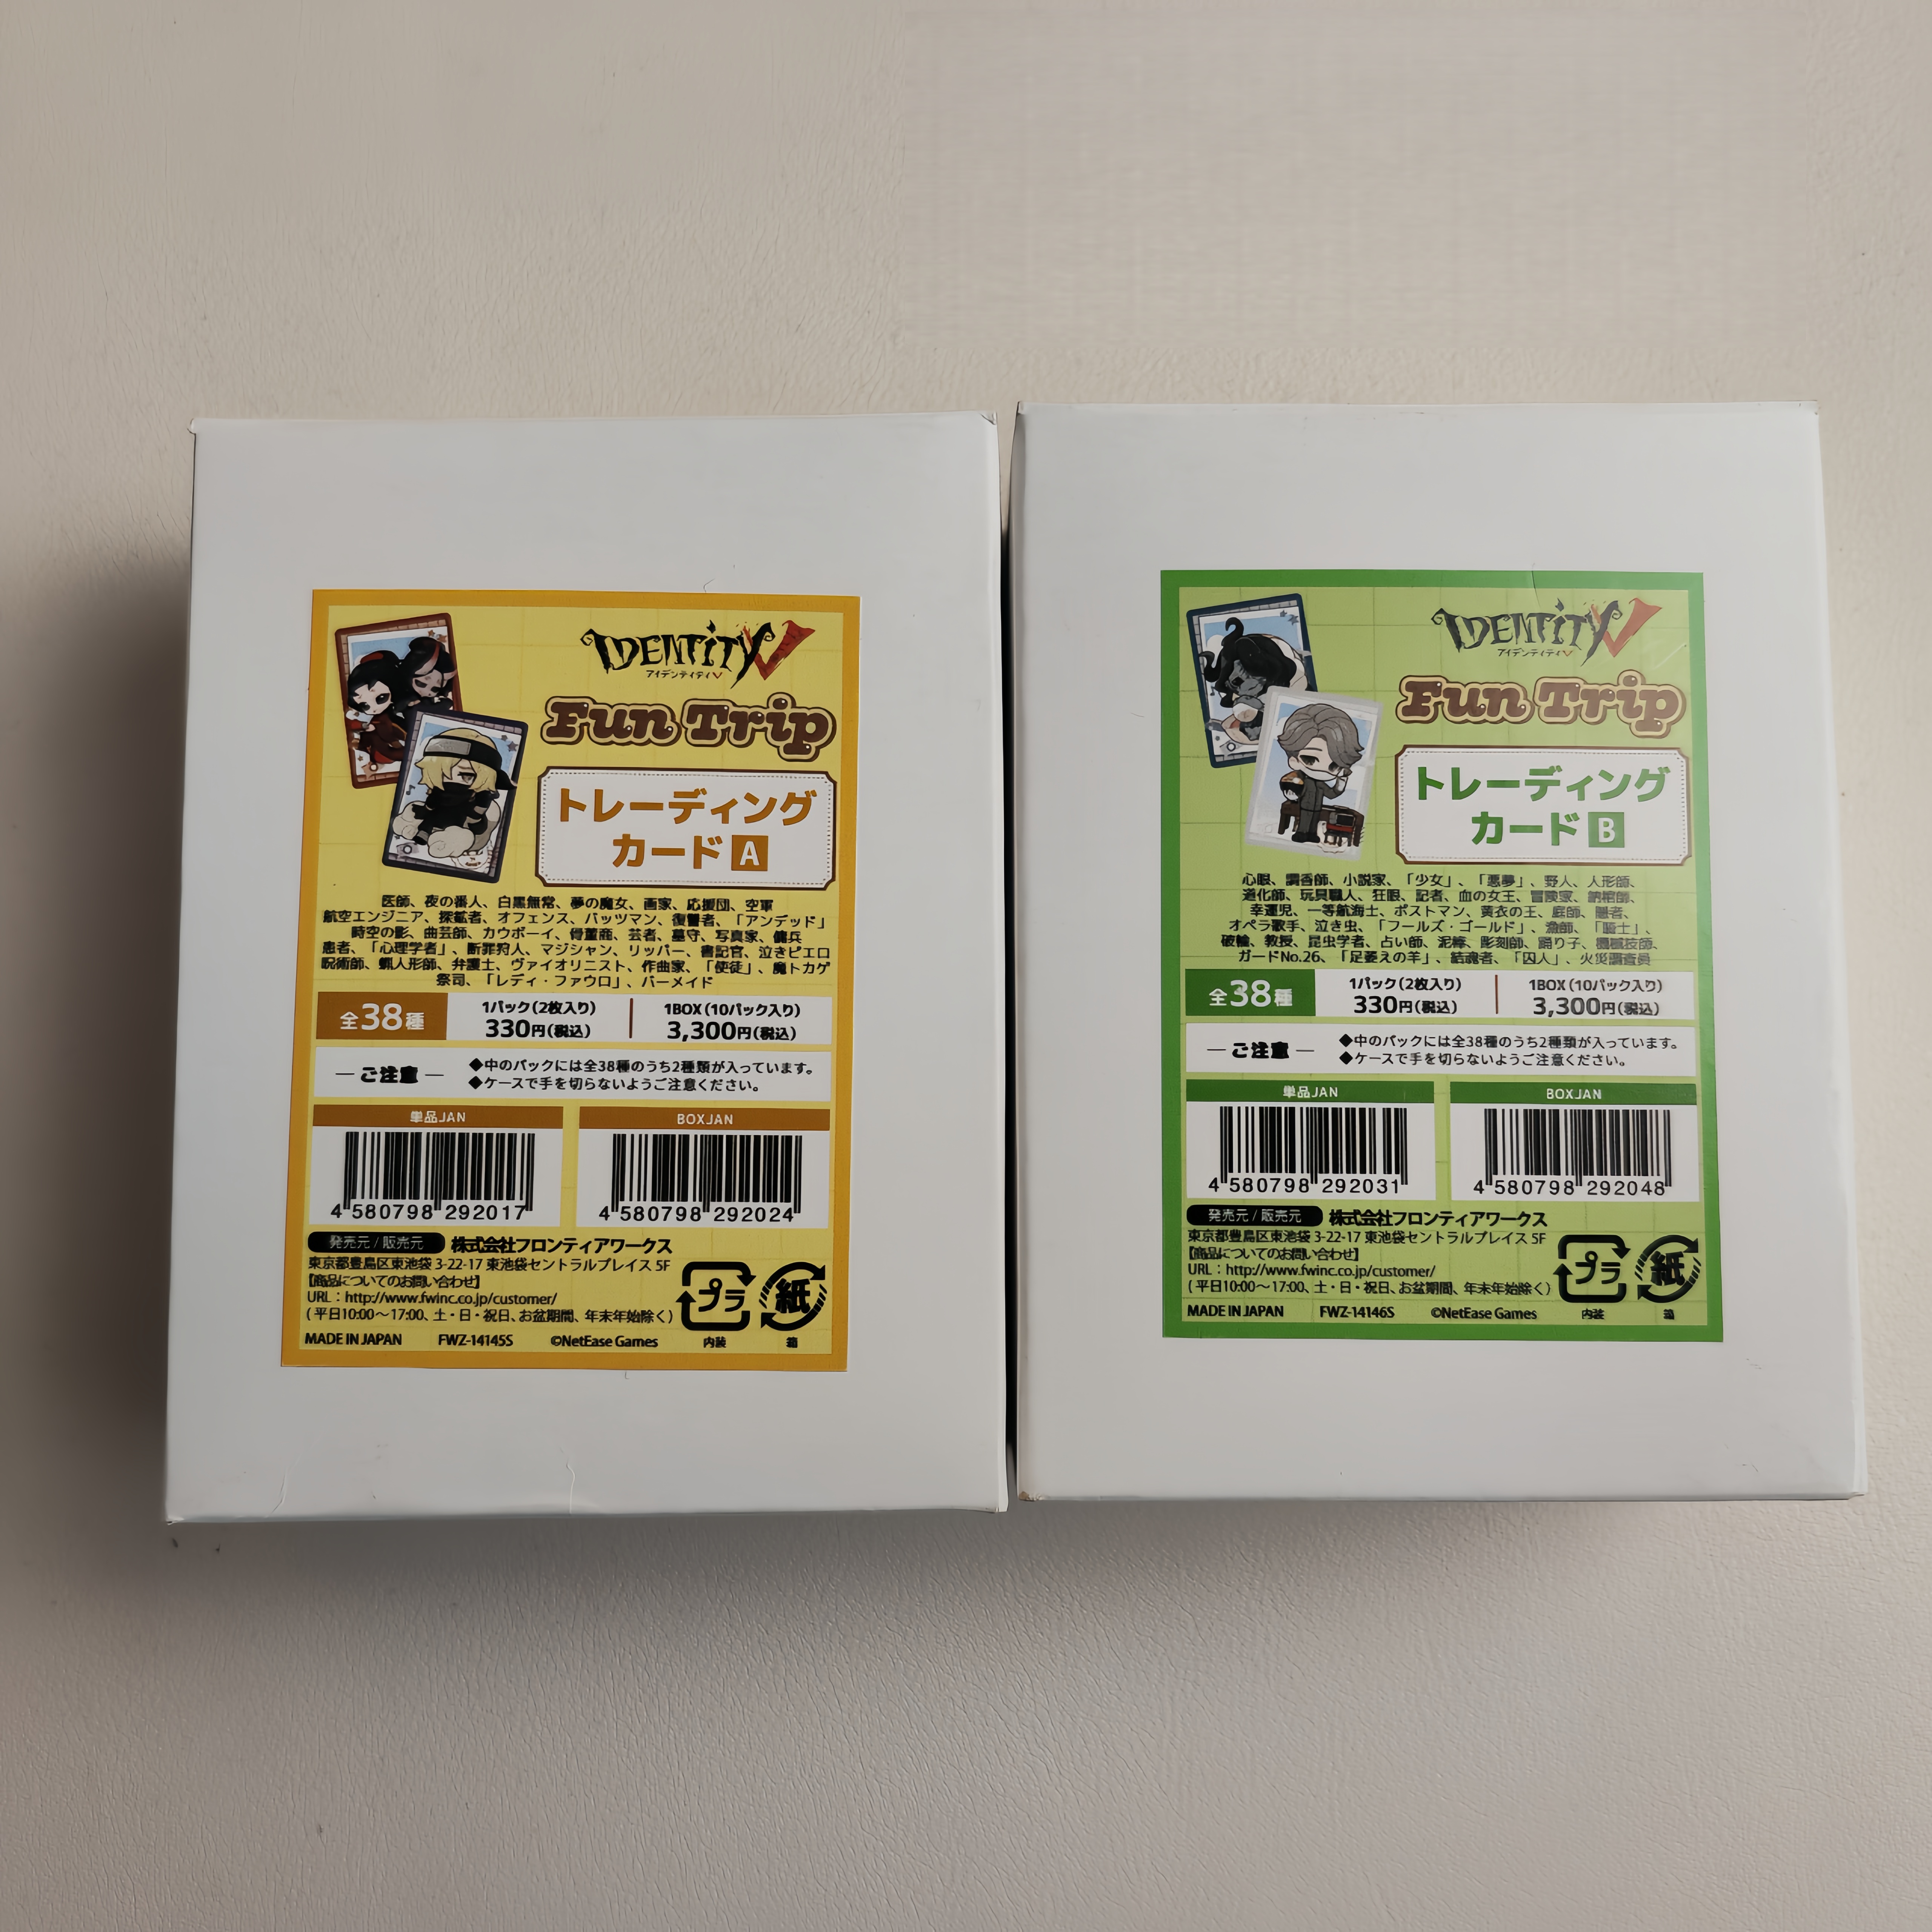 IDENTITY V
アイデンティティV
Fun Trip
トレーディング
カード A
医師、夜の番人、白黒無常、夢の魔女、画家、応援団、空軍
航空エンジニア、探鉱者、オフェンス、バッツマン、復讐者、「アンデッド」
時空の影、曲芸師、カウボーイ、骨董商、芸者、墓守、写真家、傭兵
患者、「心理学者」、断罪狩人、マジシャン、リッパー、書記官、泣きピエロ
呪術師、蝋人形師、弁護士、ヴァイオリニスト、作曲家、「使徒」、魔トカゲ
祭司、「レディ・ファウロ」、バーメイド
全38種
1パック(2枚入り)
330円(税込)
1BOX(10パック入り)
3,300円(税込)
ご注意
◆中のパックには全38種のうち2種類が入っています。
◆ケースで手を切らないようご注意ください。
単品JAN
BOXJAN
4 580798 292017
4 580798 292024
発売元 / 販売元 株式会社フロンティアワークス
東京都豊島区東池袋 3-22-17 東池袋セントラルプレイス 5F
【商品についてのお問い合わせ】
URL：http://www.fwinc.co.jp/customer/
(平日10:00～17:00、土・日・祝日、お盆期間、年末年始除く)
MADE IN JAPAN FWZ-14145S ©NetEase Games
プラ
内装
紙
箱
IDENTITY V
アイデンティティV
Fun Trip
トレーディング
カード B
心眼、調香師、小説家、「少女」、「悪夢」、野人、人形師、
道化師、玩具職人、狂眼、記者、血の女王、冒険家、納棺師、
幸運児、一等航海士、ポストマン、黄衣の王、庭師、隠者、
オペラ歌手、泣き虫、「フールズ・ゴールド」、漁師、「騎士」、
破輪、教授、昆虫学者、占い師、泥棒、彫刻師、踊り子、機械技師、
ガードNo.26、「足萎えの羊」、結魂者、「囚人」、火災調査員
全38種
1パック(2枚入り)
330円(税込)
1BOX(10パック入り)
3,300円(税込)
ご注意
◆中のパックには全38種のうち2種類が入っています。
◆ケースで手を切らないようご注意ください。
単品JAN
BOXJAN
4 580798 292031
4 580798 292048
発売元 / 販売元 株式会社フロンティアワークス
東京都豊島区東池袋 3-22-17 東池袋セントラルプレイス 5F
【商品についてのお問い合わせ】
URL：http://www.fwinc.co.jp/customer/
(平日10:00～17:00、土・日・祝日、お盆期間、年末年始除く)
MADE IN JAPAN FWZ-14146S ©NetEase Games
プラ
内装
紙
箱